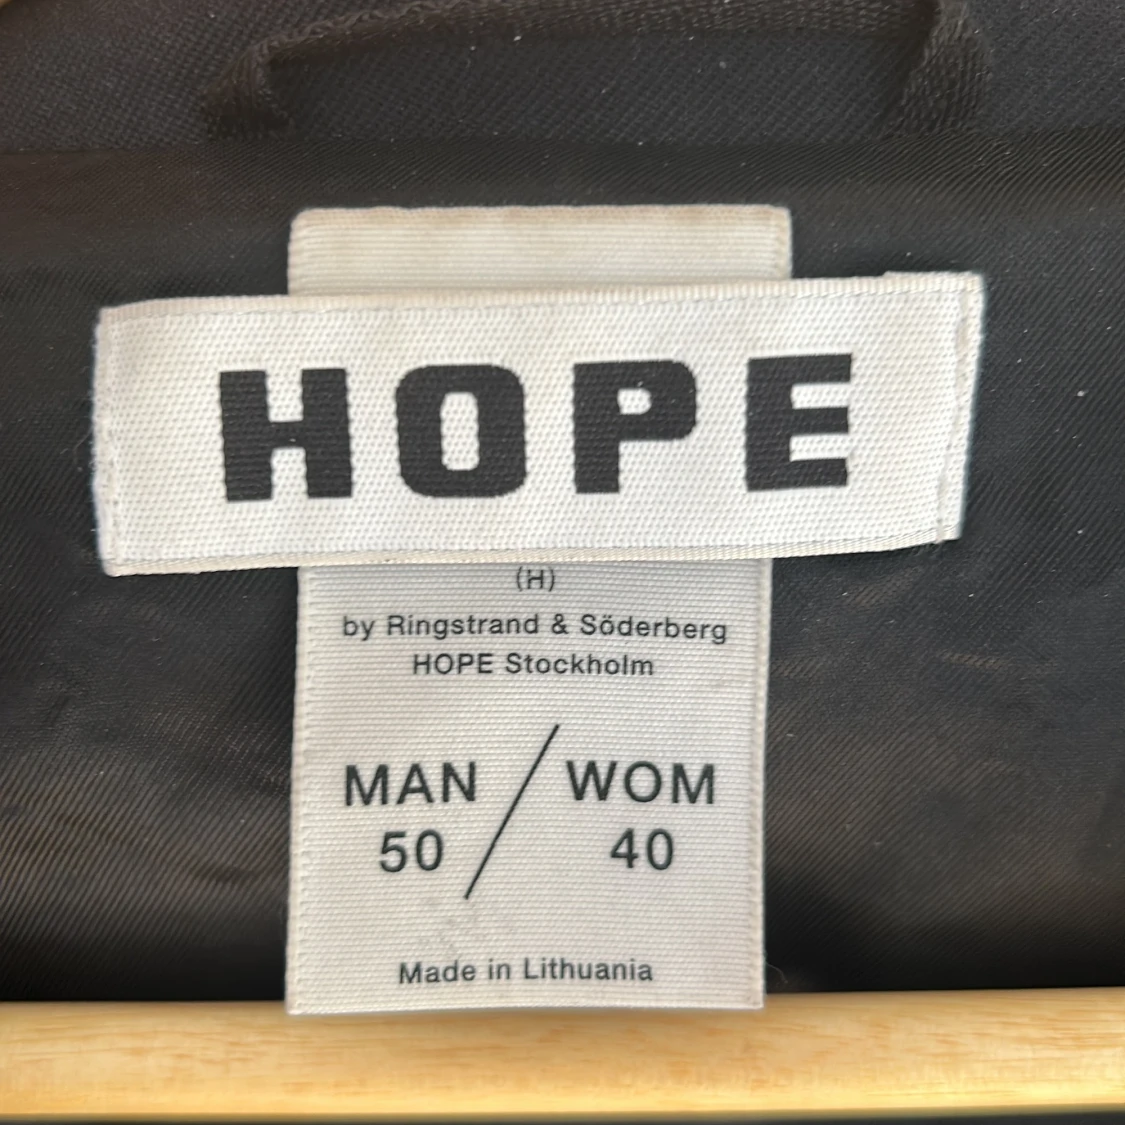 HOPE
(H)
by Ringstrand & Söderberg
HOPE Stockholm
MAN / WOM
50 40
Made in Lithuania